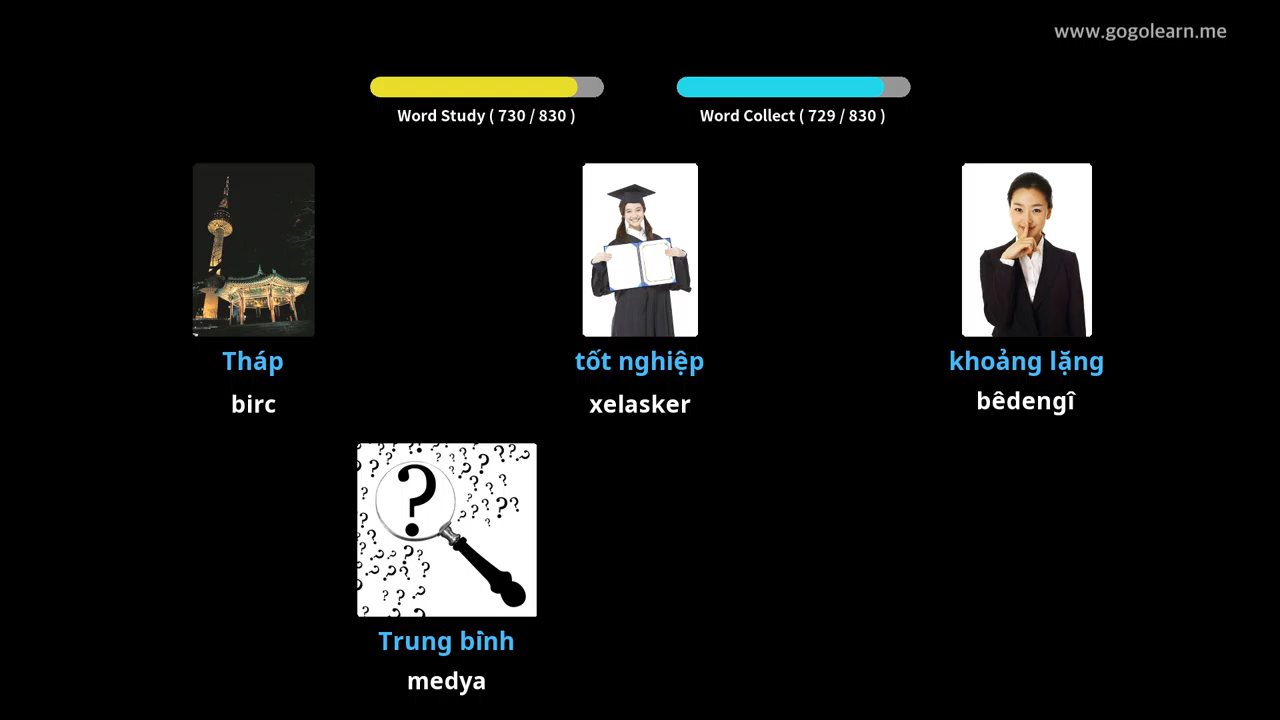 www.gogolearn.me
Word Study ( 730 / 830 )
Word Collect ( 729 / 830 )
Tháp
birc
tốt nghiệp
xelasker
khoảng lặng
bêdengî
Trung bình
medya